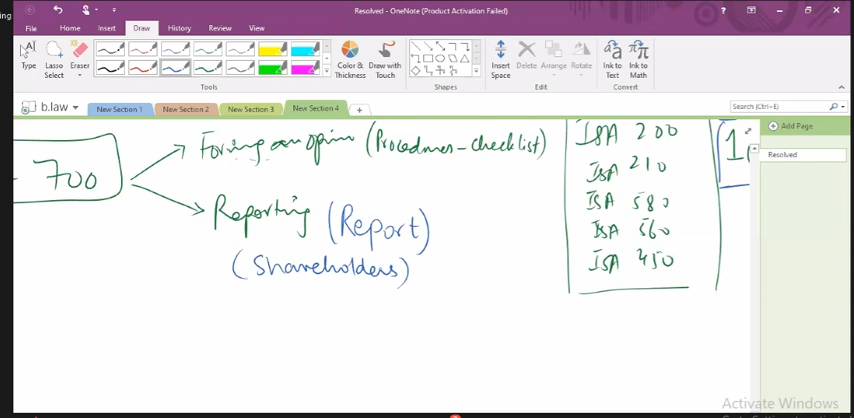 ing
Resolved - OneNote (Product Activation Failed)
File Home Insert Draw History Review View
Type
Lasso Select
Eraser
Color & Thickness
Draw with Touch
Insert Space
Delete
Arrange
Rotate
Ink to Text
Ink to Math
Tools
Shapes
Edit
Convert
b.law
New Section 1
New Section 2
New Section 3
New Section 4
Search (Ctrl+E)
Add Page
Resolved
- 700
Forming an opinion (Procedures - checklist)
Reporting (Report)
(Shareholders)
ISA 200
ISA 210
ISA 580
ISA 560
ISA 450
Activate Windows